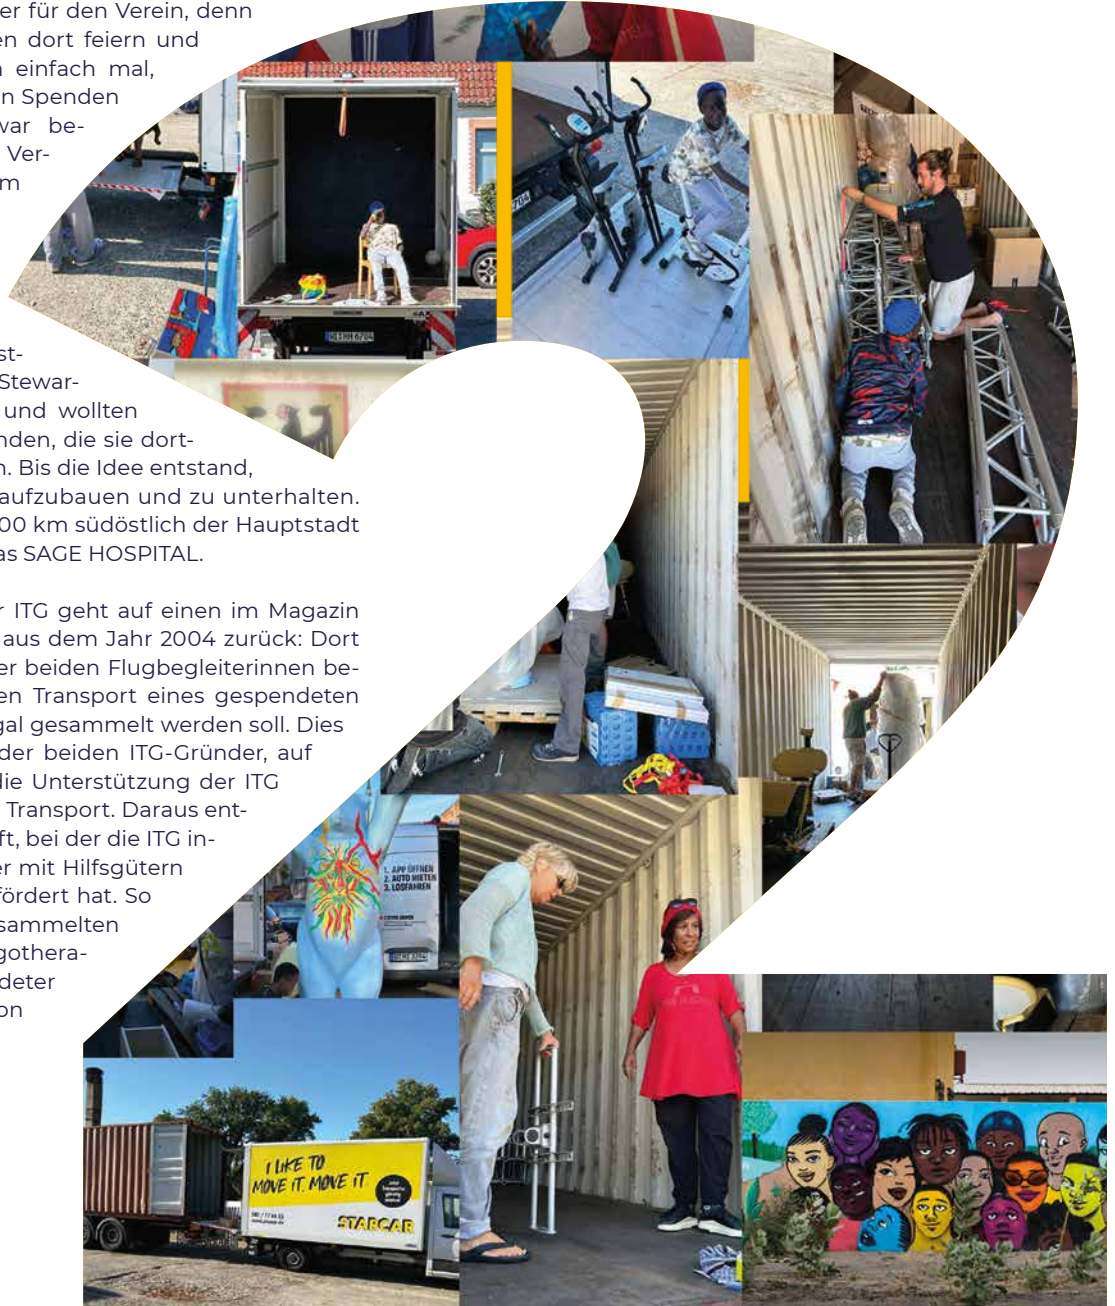 er für den Verein, denn
en dort feiern und
einfach mal,
n Spenden
war be-
Ver-
m
st-
Stewar-
und wollten
nden, die sie dort-
n. Bis die Idee entstand,
aufzubauen und zu unterhalten.
00 km südöstlich der Hauptstadt
as SAGE HOSPITAL.
r ITG geht auf einen im Magazin
aus dem Jahr 2004 zurück: Dort
er beiden Flugbegleiterinnen be-
en Transport eines gespendeten
gal gesammelt werden soll. Dies
der beiden ITG-Gründer, auf
die Unterstützung der ITG
Transport. Daraus ent-
ft, bei der die ITG in-
er mit Hilfsgütern
fördert hat. So
sammelten
gothera-
deter
on
1. APP ÖFFNEN
2. AUTO MIETEN
3. LOSFAHREN
I LIKE TO
MOVE IT. MOVE IT
STARCAR